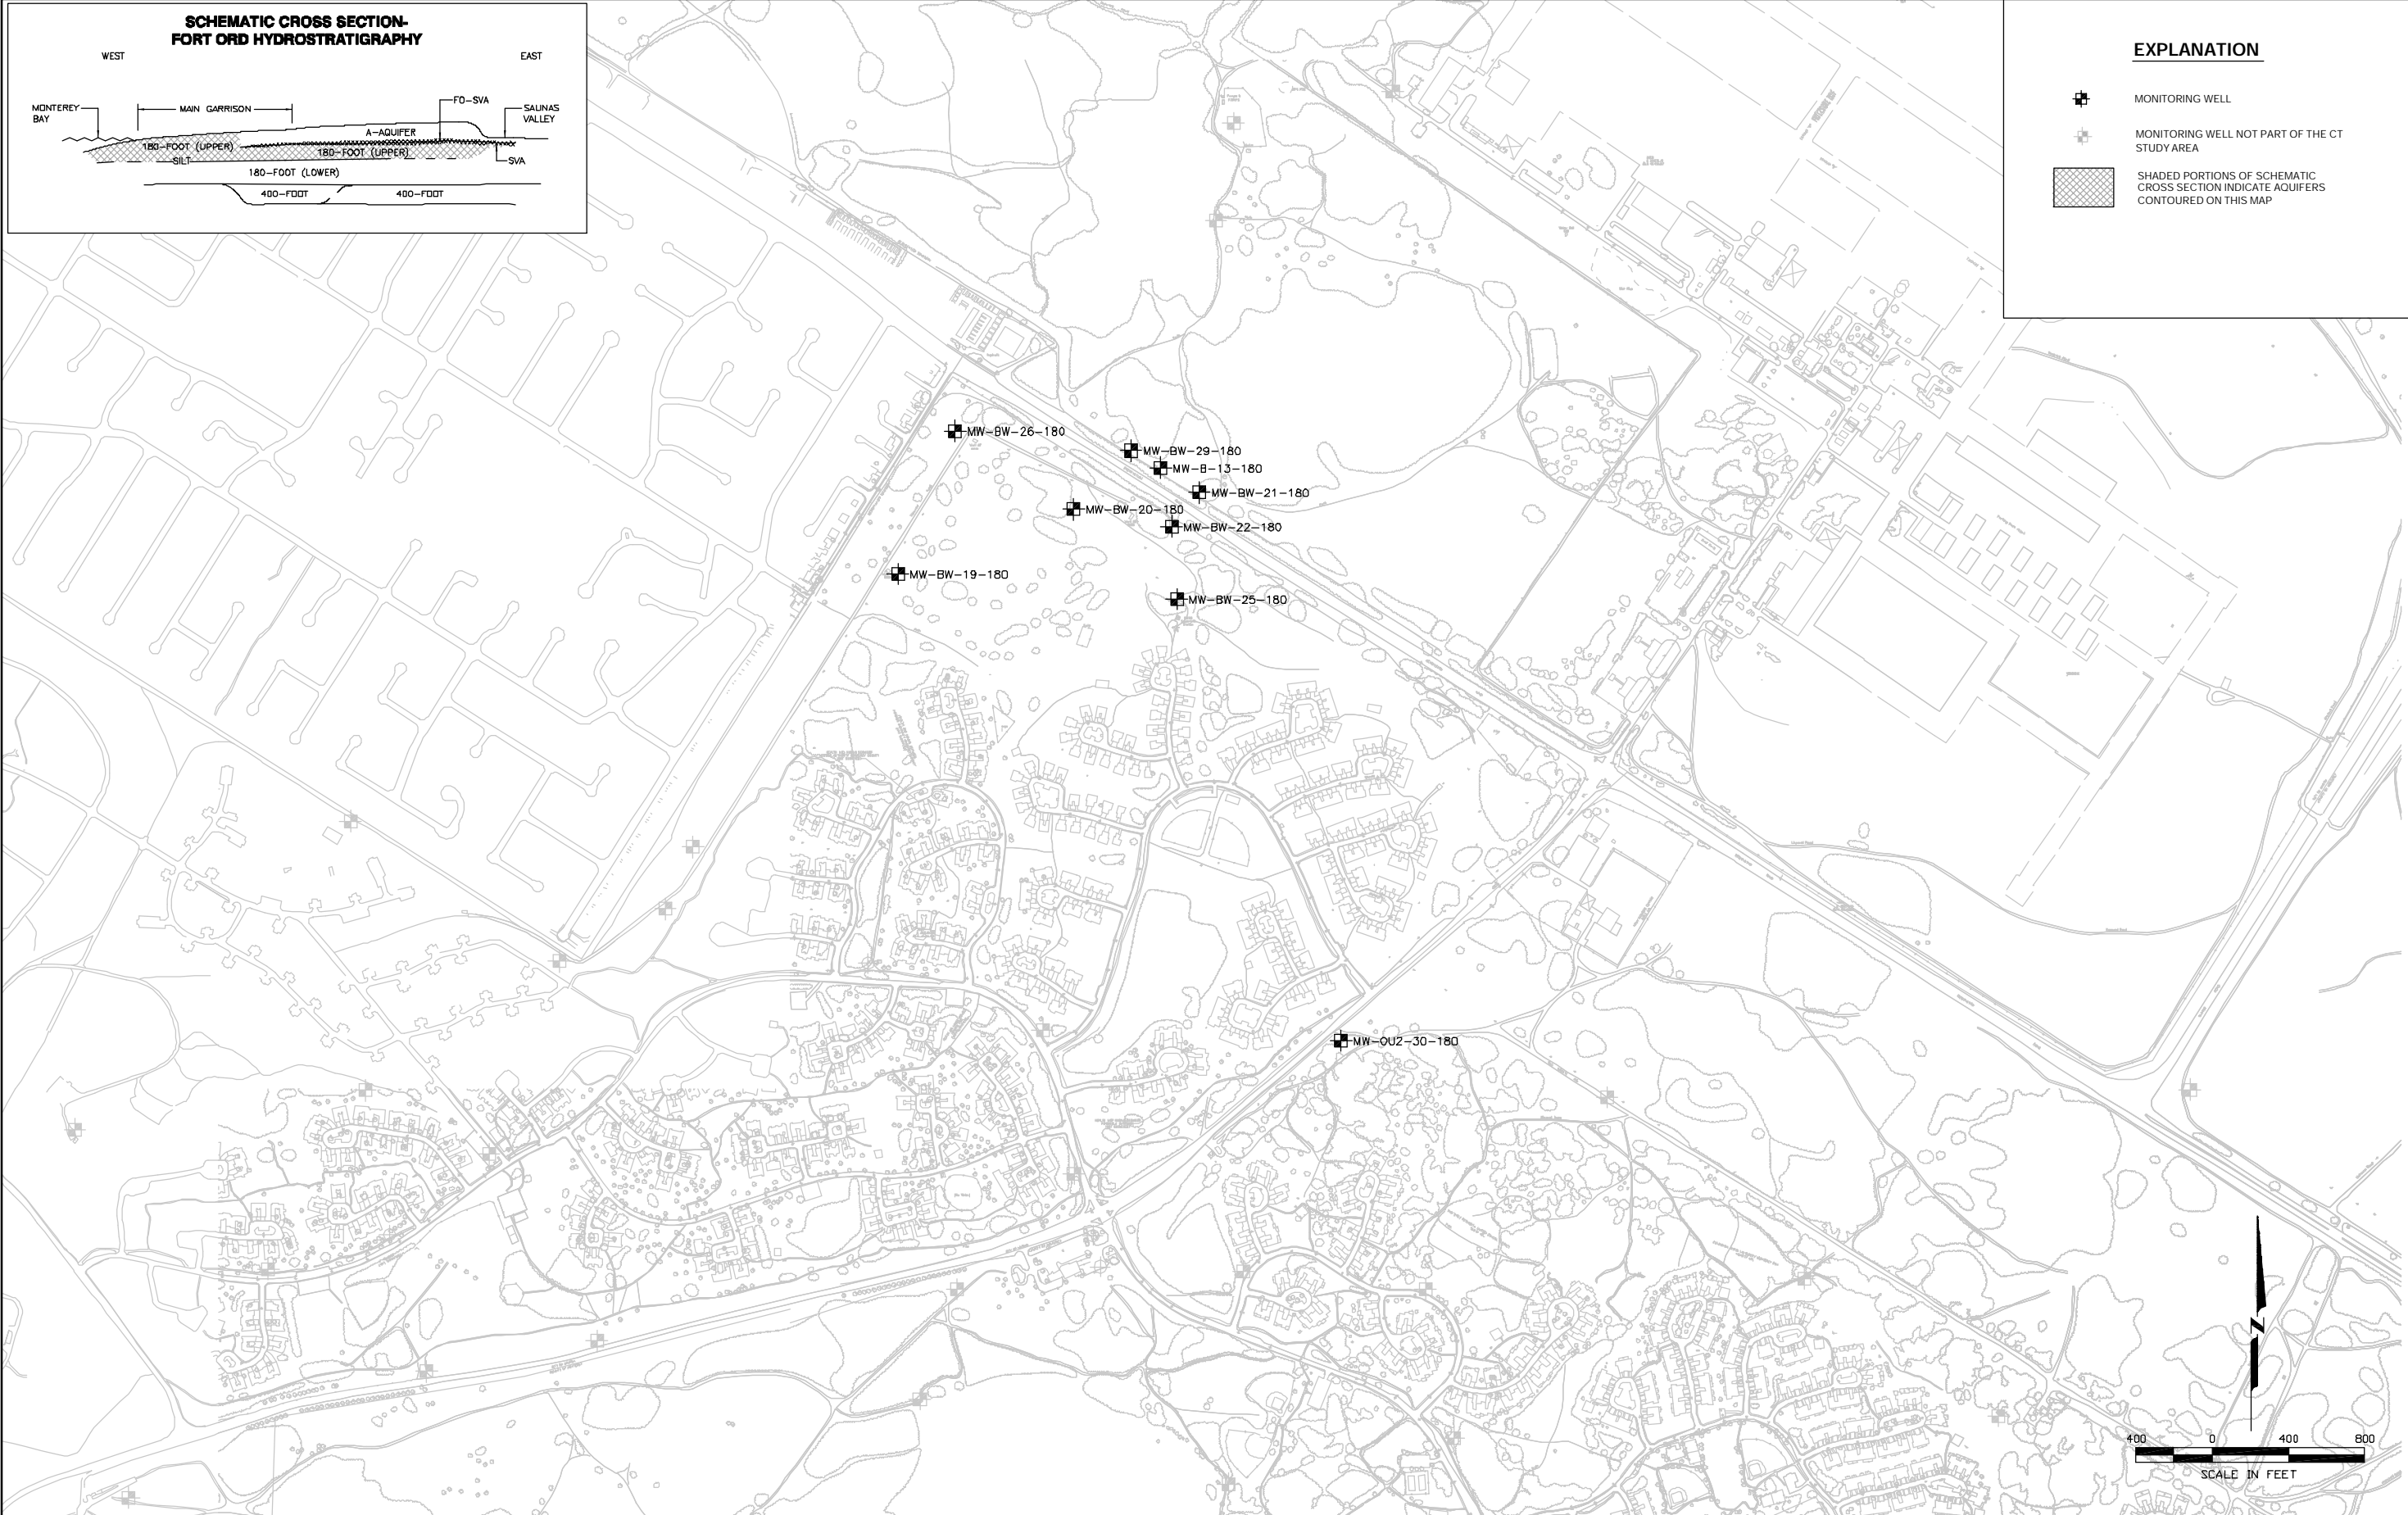 SCHEMATIC CROSS SECTION-
FORT ORD HYDROSTRATIGRAPHY
WEST
EAST
MONTEREY
BAY
MAIN GARRISON
FO-SVA
SALINAS
VALLEY
A-AQUIFER
180-FOOT (UPPER)
180-FOOT (UPPER)
SILT
SVA
180-FOOT (LOWER)
400-FOOT
400-FOOT
EXPLANATION
MONITORING WELL
MONITORING WELL NOT PART OF THE CT
STUDY AREA
SHADED PORTIONS OF SCHEMATIC
CROSS SECTION INDICATE AQUIFERS
CONTOURED ON THIS MAP
MW-BW-26-180
MW-BW-29-180
MW-B-13-180
MW-BW-21-180
MW-BW-20-180
MW-BW-22-180
MW-BW-19-180
MW-BW-25-180
MW-OU2-30-180
N
400 0 400 800
SCALE IN FEET